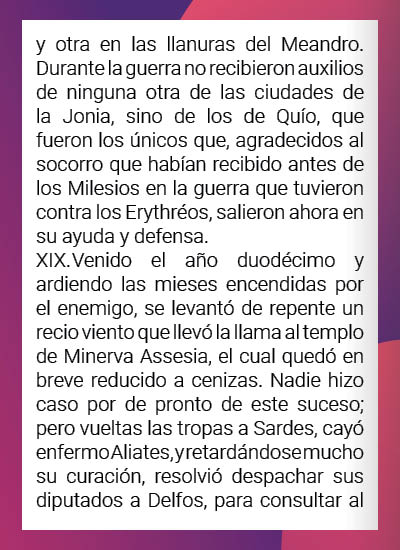 y otra en las llanuras del Meandro.
Durante la guerra no recibieron auxilios
de ninguna otra de las ciudades de
la Jonia, sino de los de Quío, que
fueron los únicos que, agradecidos al
socorro que habían recibido antes de
los Milesios en la guerra que tuvieron
contra los Erythréos, salieron ahora en
su ayuda y defensa.
XIX.Venido el año duodécimo y
ardiendo las mieses encendidas por
el enemigo, se levantó de repente un
recio viento que llevó la llama al templo
de Minerva Assesia, el cual quedó en
breve reducido a cenizas. Nadie hizo
caso por de pronto de este suceso;
pero vueltas las tropas a Sardes, cayó
enfermo Aliates, y retardándose mucho
su curación, resolvió despachar sus
diputados a Delfos, para consultar al